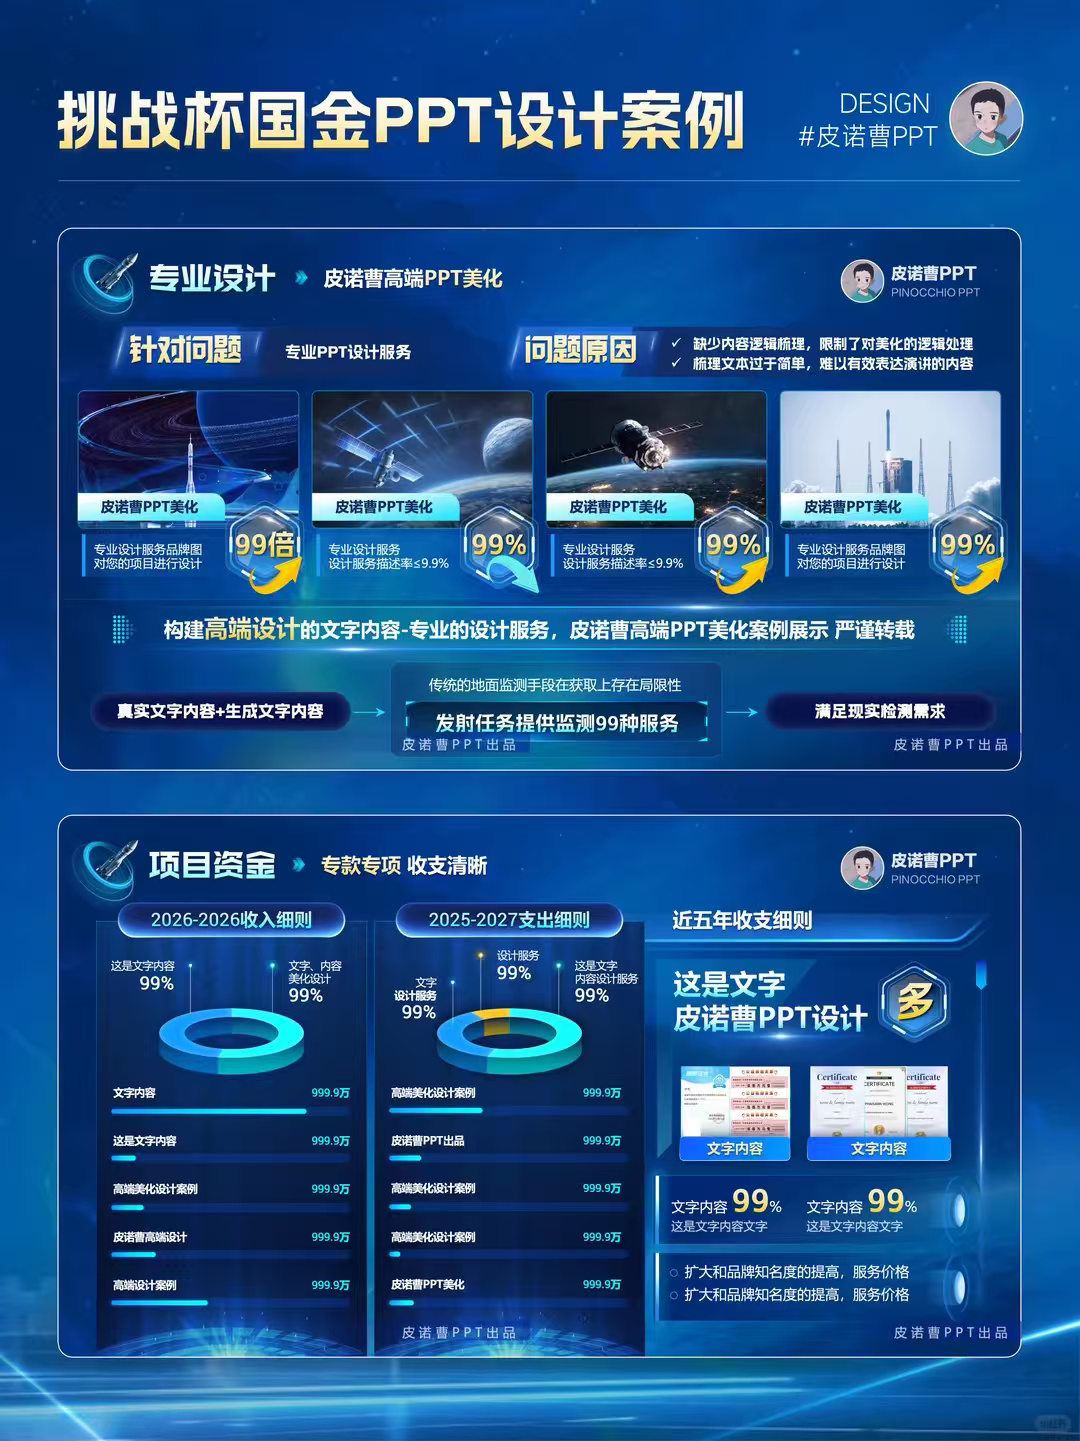 挑战杯国金PPT设计案例
DESIGN
#皮诺曹PPT
专业设计
皮诺曹高端PPT美化
皮诺曹PPT
PINOCCHIO PPT
针对问题
专业PPT设计服务
问题原因
✓ 缺少内容逻辑梳理，限制了对美化的逻辑处理
✓ 梳理文本过于简单，难以有效表达演讲的内容
皮诺曹PPT美化
专业设计服务品牌图
对您的项目进行设计
99倍
皮诺曹PPT美化
专业设计服务
设计服务描述率≤9.9%
99%
皮诺曹PPT美化
专业设计服务
设计服务描述率≤9.9%
99%
皮诺曹PPT美化
专业设计服务品牌图
对您的项目进行设计
99%
构建高端设计的文字内容-专业的设计服务，皮诺曹高端PPT美化案例展示 严谨转载
真实文字内容+生成文字内容
传统的地面监测手段在获取上存在局限性
发射任务提供监测99种服务
满足现实检测需求
皮诺曹PPT出品
皮诺曹PPT出品
项目资金
专款专项 收支清晰
皮诺曹PPT
PINOCCHIO PPT
2026-2026收入细则
这是文字内容
99%
文字、内容
美化设计
99%
文字内容 999.9万
这是文字内容 999.9万
高端美化设计案例 999.9万
皮诺曹高端设计 999.9万
高端设计案例 999.9万
2025-2027支出细则
文字
设计服务
99%
设计服务
99%
这是文字
内容设计服务
99%
高端美化设计案例 999.9万
皮诺曹PPT出品 999.9万
高端美化设计案例 999.9万
高端美化设计案例 999.9万
皮诺曹PPT美化 999.9万
皮诺曹PPT出品
近五年收支细则
这是文字
皮诺曹PPT设计
多
Certificate
CERTIFICATE
Certificate
文字内容
文字内容
文字内容 99%
这是文字内容文字
文字内容 99%
这是文字内容文字
扩大和品牌知名度的提高，服务价格
扩大和品牌知名度的提高，服务价格
皮诺曹PPT出品